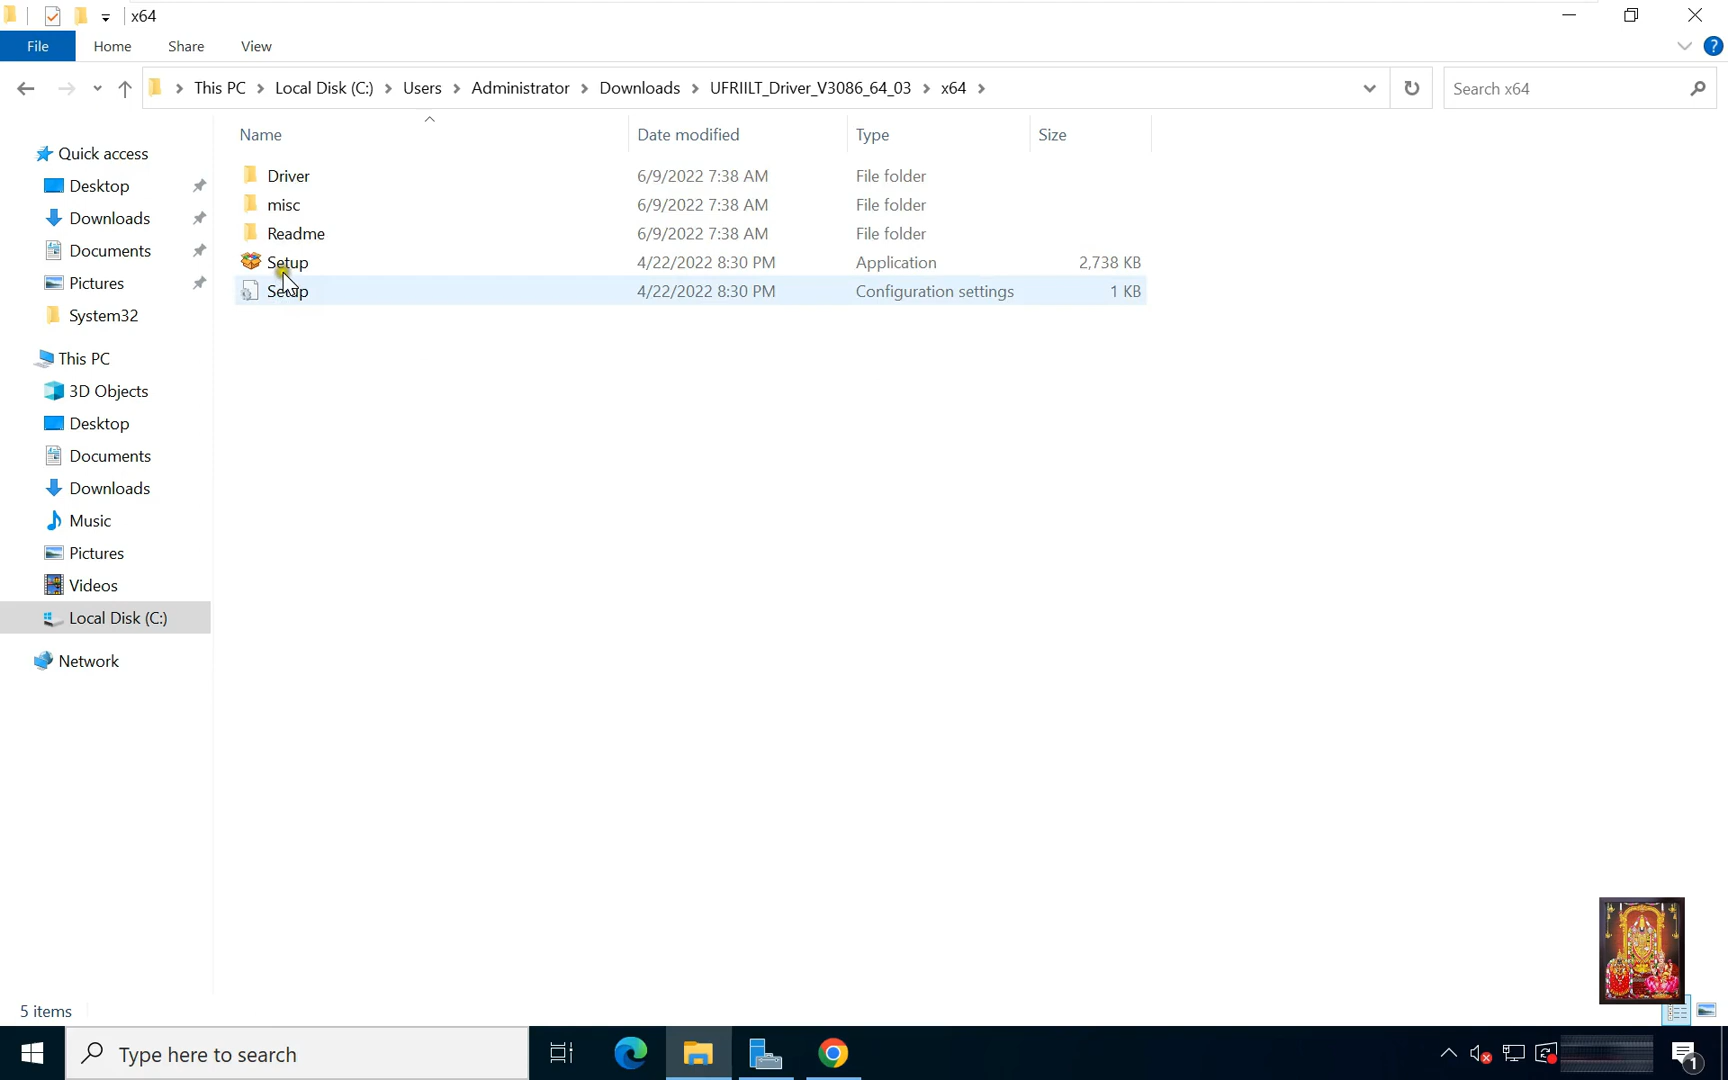 x64
File Home Share View ?
This PC Local Disk (C:) Users Administrator Downloads UFRIILT_Driver_V3086_64_03 x64 Search x64
Name Date modified Type Size
Quick access
Desktop
Downloads
Documents
Pictures
System32
This PC
3D Objects
Desktop
Documents
Downloads
Music
Pictures
Videos
Local Disk (C:)
Network
Driver 6/9/2022 7:38 AM File folder
misc 6/9/2022 7:38 AM File folder
Readme 6/9/2022 7:38 AM File folder
Setup 4/22/2022 8:30 PM Application 2,738 KB
Setup 4/22/2022 8:30 PM Configuration settings 1 KB
5 items
Type here to search
1